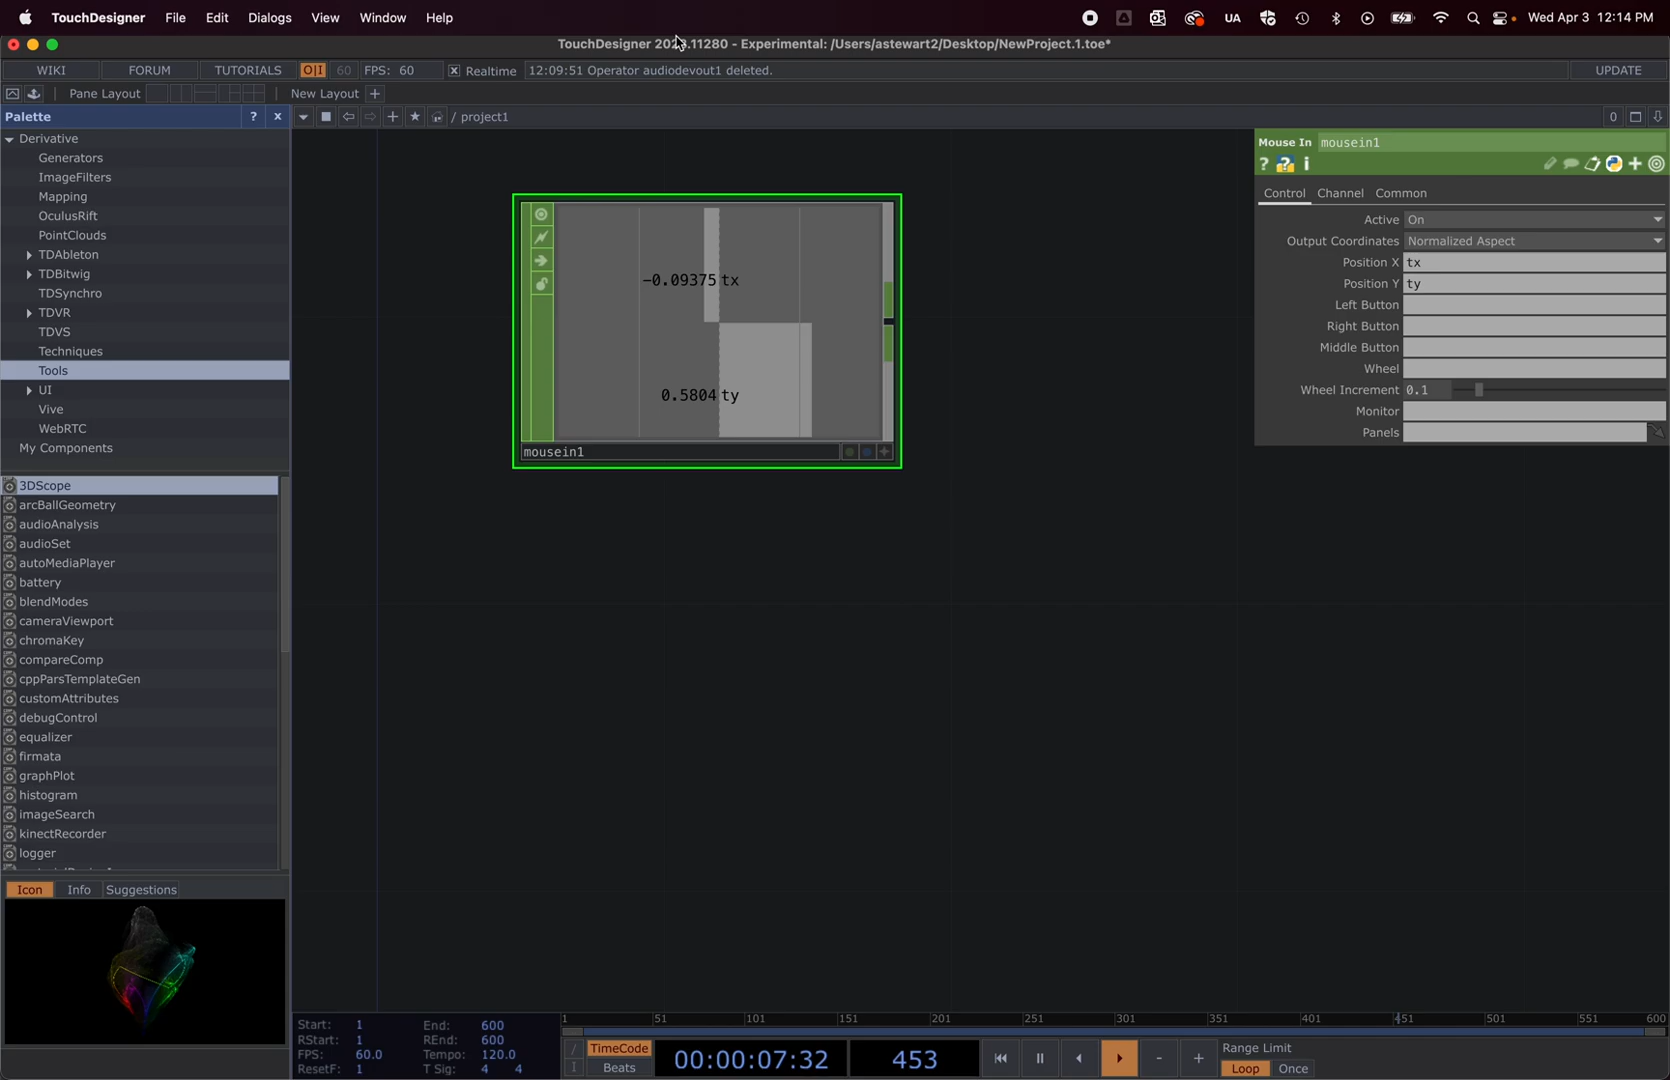 TouchDesigner File Edit Dialogs View Window Help UA Wed Apr 3 12:14 PM
TouchDesigner 202 .11280 - Experimental: /Users/astewart2/Desktop/NewProject.1.toe*
WIKI FORUM TUTORIALS O|I 60 FPS: 60 x Realtime 12:09:51 Operator audiodevout1 deleted. UPDATE
Pane Layout New Layout +
Palette ? x / project1 0
Derivative
Generators
ImageFilters
Mapping
OculusRift
PointClouds
TDAbleton
TDBitwig
TDSynchro
TDVR
TDVS
Techniques
Tools
UI
Vive
WebRTC
My Components
3DScope
arcBallGeometry
audioAnalysis
audioSet
autoMediaPlayer
battery
blendModes
cameraViewport
chromaKey
compareComp
cppParsTemplateGen
customAttributes
debugControl
equalizer
firmata
graphPlot
histogram
imageSearch
kinectRecorder
logger
Icon Info Suggestions
-0.09375 tx
0.5804 ty
mousein1
Mouse In mousein1
? ? i
Control Channel Common
Active On
Output Coordinates Normalized Aspect
Position X tx
Position Y ty
Left Button
Right Button
Middle Button
Wheel
Wheel Increment 0.1
Monitor
Panels
1 51 101 151 201 251 301 351 401 451 501 551 600
Start: 1 End: 600
RStart: 1 REnd: 600
FPS: 60.0 Tempo: 120.0
ResetF: 1 T Sig: 4 4
/ TimeCode
I Beats
00:00:07:32 453
- +
Range Limit
Loop Once